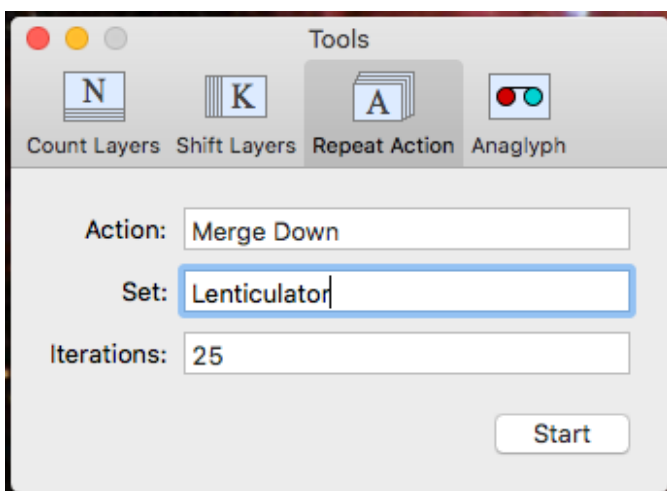 Tools
N K A
Count Layers Shift Layers Repeat Action Anaglyph
Action: Merge Down
Set: Lenticulator
Iterations: 25
Start